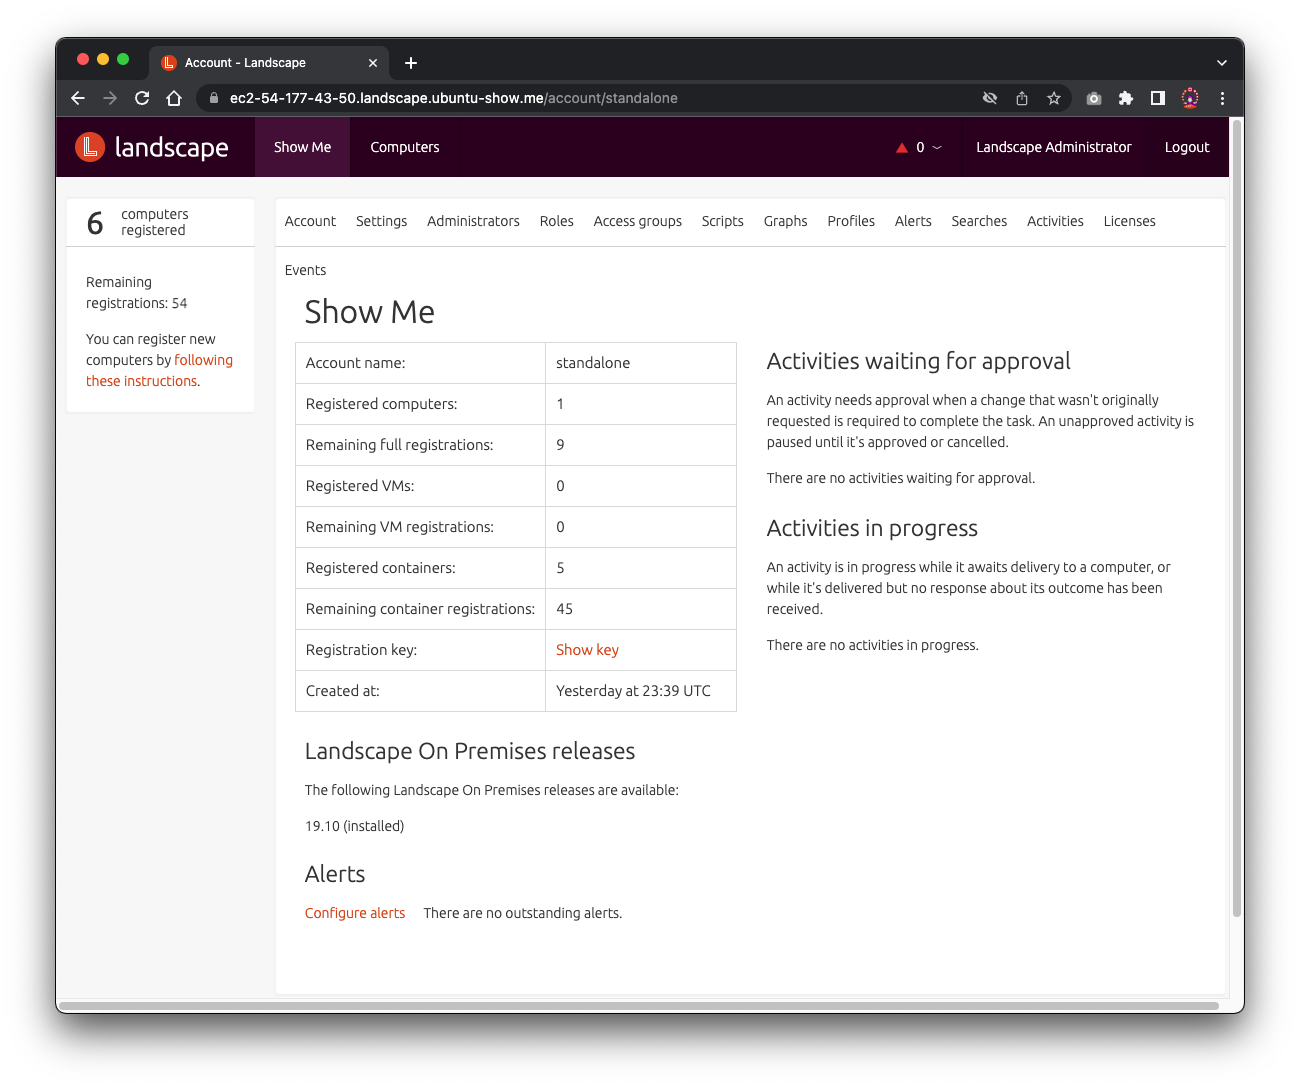 Account - Landscape
ec2-54-177-43-50.landscape.ubuntu-show.me/account/standalone
landscape
Show Me
Computers
0
Landscape Administrator
Logout
6
computers
registered
Remaining
registrations: 54
You can register new
computers by following
these instructions.
Account
Settings
Administrators
Roles
Access groups
Scripts
Graphs
Profiles
Alerts
Searches
Activities
Licenses
Events
Show Me
Account name: standalone
Registered computers: 1
Remaining full registrations: 9
Registered VMs: 0
Remaining VM registrations: 0
Registered containers: 5
Remaining container registrations: 45
Registration key: Show key
Created at: Yesterday at 23:39 UTC
Activities waiting for approval
An activity needs approval when a change that wasn't originally
requested is required to complete the task. An unapproved activity is
paused until it's approved or cancelled.
There are no activities waiting for approval.
Activities in progress
An activity is in progress while it awaits delivery to a computer, or
while it's delivered but no response about its outcome has been
received.
There are no activities in progress.
Landscape On Premises releases
The following Landscape On Premises releases are available:
19.10 (installed)
Alerts
Configure alerts There are no outstanding alerts.